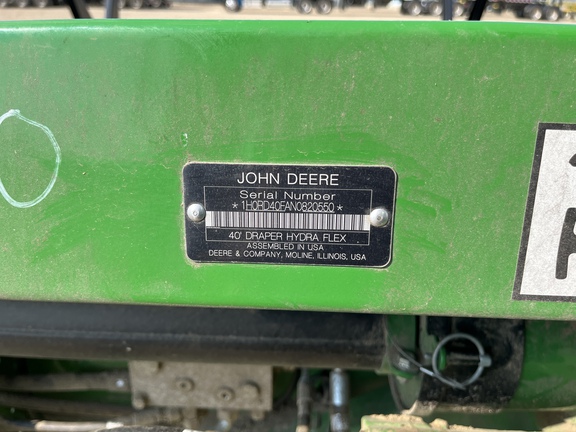 JOHN DEERE
Serial Number
*1H0RD40FAN0820550*
40' DRAPER HYDRA FLEX
ASSEMBLED IN USA
DEERE & COMPANY, MOLINE, ILLINOIS, USA